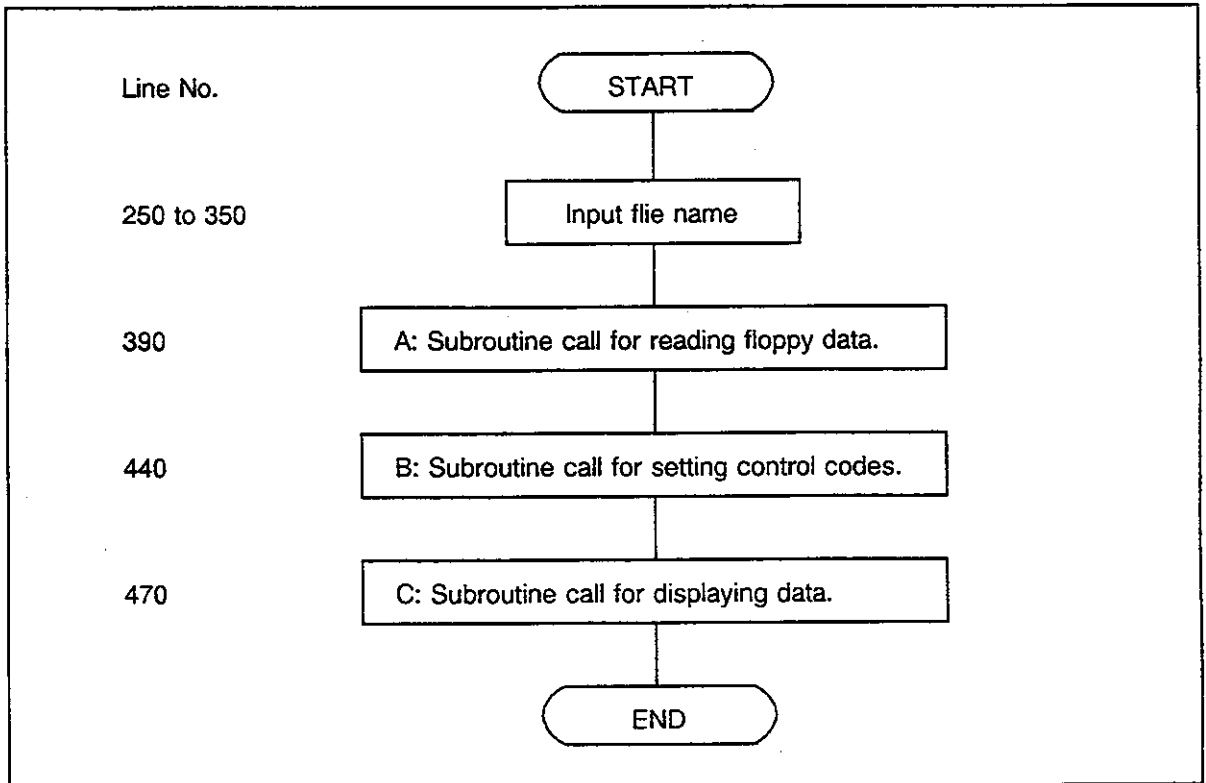 Line No.
START
250 to 350
Input flie name
390
A: Subroutine call for reading floppy data.
440
B: Subroutine call for setting control codes.
470
C: Subroutine call for displaying data.
END